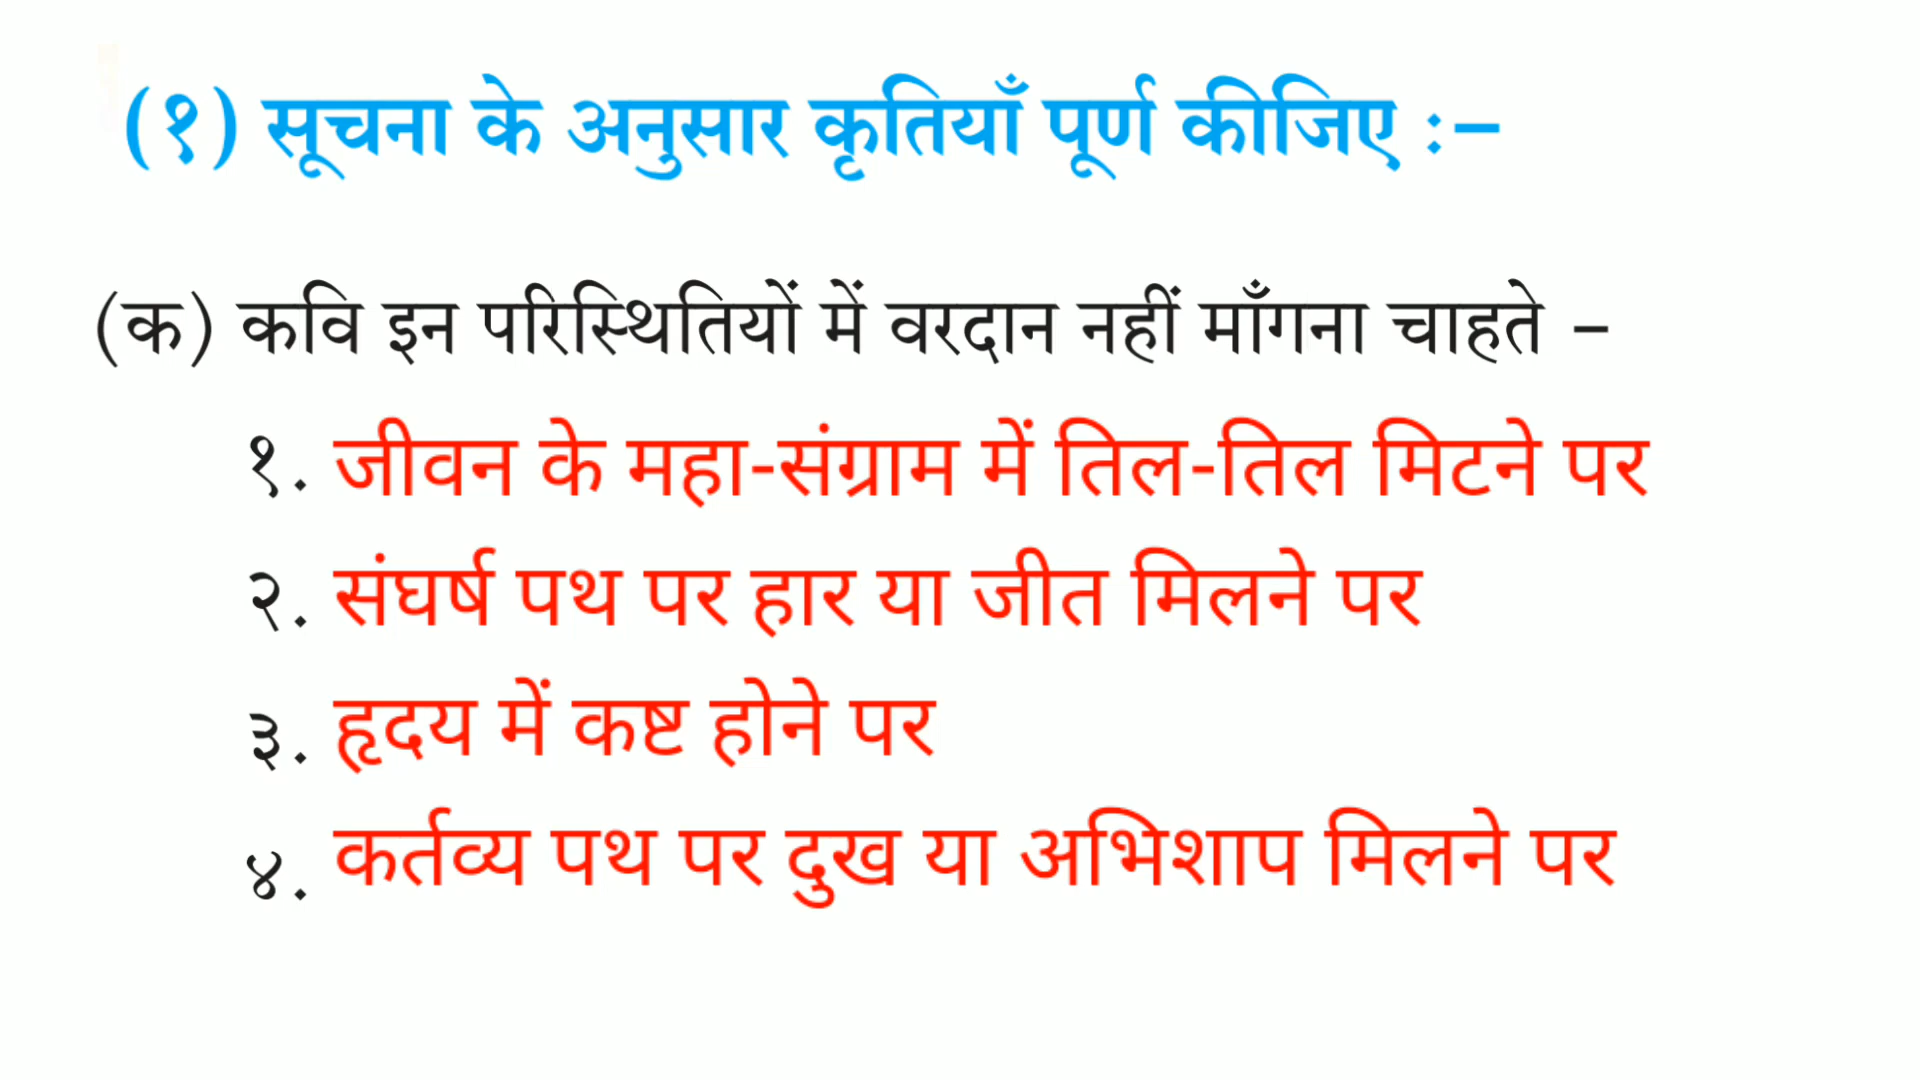 (१) सूचना के अनुसार कृतियाँ पूर्ण कीजिए :–
(क) कवि इन परिस्थितियों में वरदान नहीं माँगना चाहते –
१. जीवन के महा-संग्राम में तिल-तिल मिटने पर
२. संघर्ष पथ पर हार या जीत मिलने पर
३. हृदय में कष्ट होने पर
४. कर्तव्य पथ पर दुख या अभिशाप मिलने पर